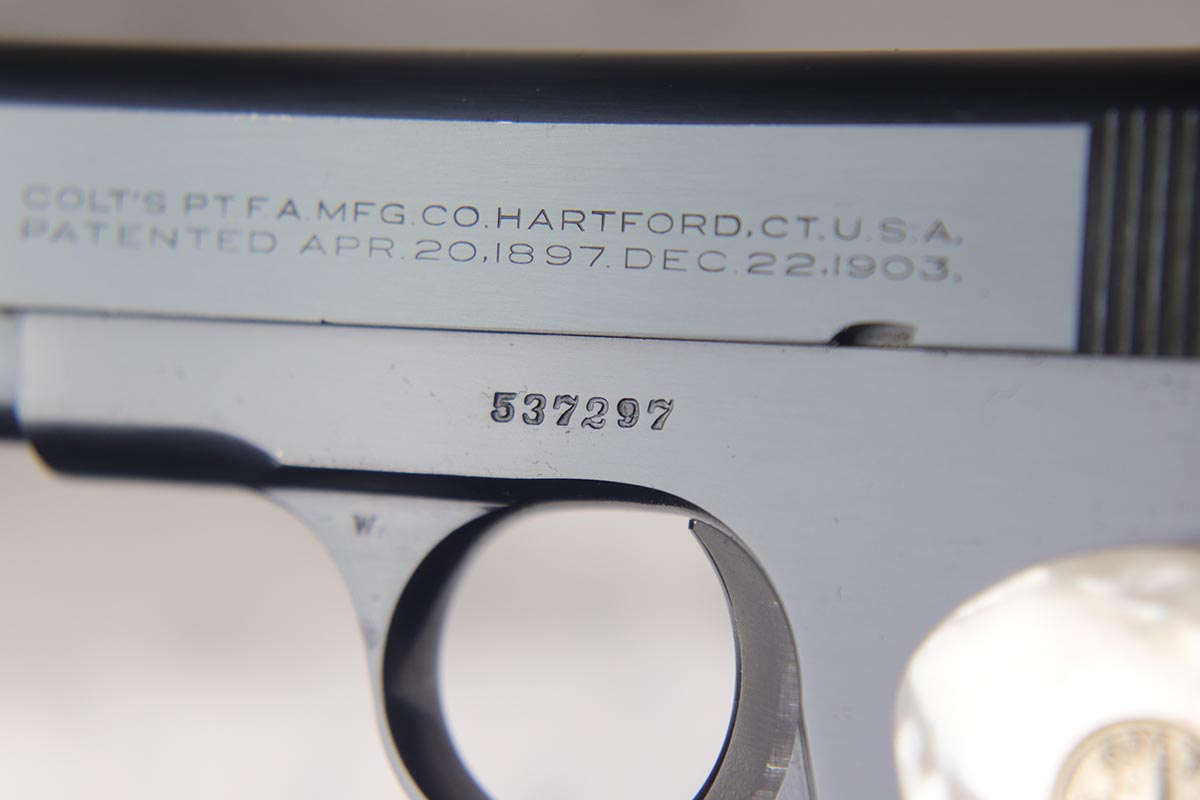 COLT'S PT.F.A.MFG.CO.HARTFORD,CT.U.S.A.
PATENTED APR.20,1897.DEC.22,1903.
537297
W.